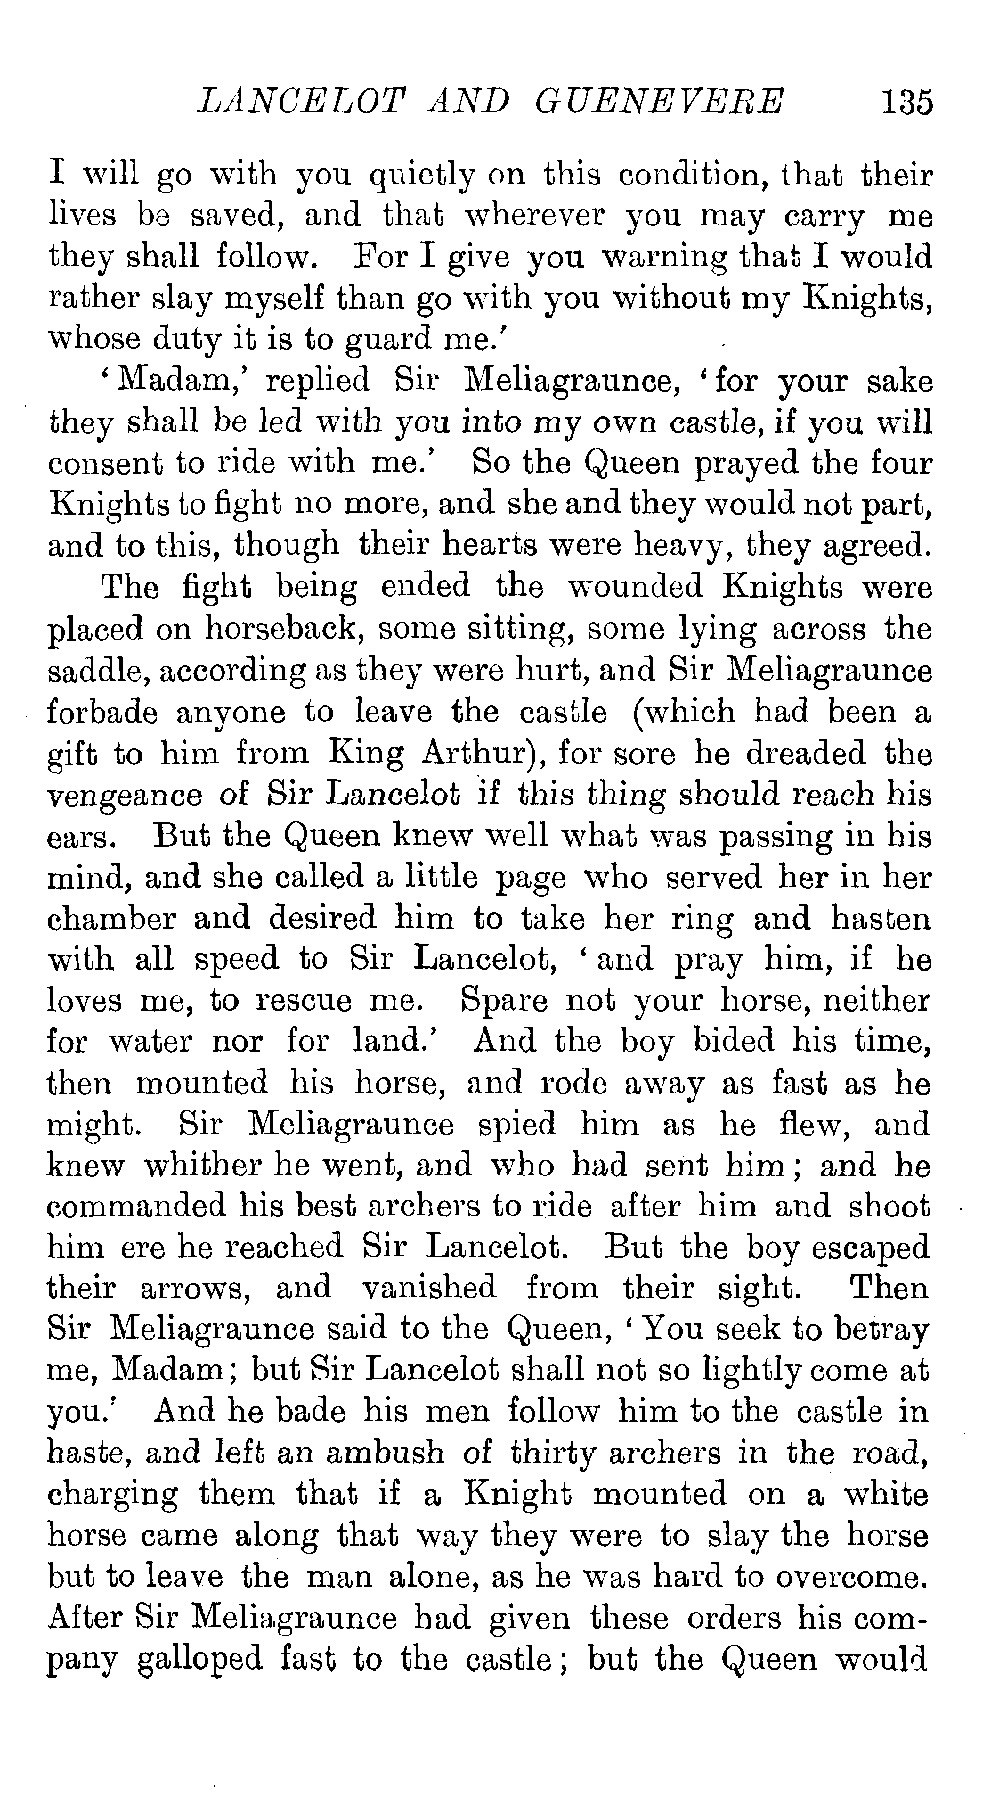 LANCELOT AND GUENEVERE 135
I will go with you quietly on this condition, that their
lives be saved, and that wherever you may carry me
they shall follow. For I give you warning that I would
rather slay myself than go with you without my Knights,
whose duty it is to guard me.'
'Madam,' replied Sir Meliagraunce, 'for your sake
they shall be led with you into my own castle, if you will
consent to ride with me.' So the Queen prayed the four
Knights to fight no more, and she and they would not part,
and to this, though their hearts were heavy, they agreed.
The fight being ended the wounded Knights were
placed on horseback, some sitting, some lying across the
saddle, according as they were hurt, and Sir Meliagraunce
forbade anyone to leave the castle (which had been a
gift to him from King Arthur), for sore he dreaded the
vengeance of Sir Lancelot if this thing should reach his
ears. But the Queen knew well what was passing in his
mind, and she called a little page who served her in her
chamber and desired him to take her ring and hasten
with all speed to Sir Lancelot, 'and pray him, if he
loves me, to rescue me. Spare not your horse, neither
for water nor for land.' And the boy bided his time,
then mounted his horse, and rode away as fast as he
might. Sir Meliagraunce spied him as he flew, and
knew whither he went, and who had sent him; and he
commanded his best archers to ride after him and shoot
him ere he reached Sir Lancelot. But the boy escaped
their arrows, and vanished from their sight. Then
Sir Meliagraunce said to the Queen, 'You seek to betray
me, Madam; but Sir Lancelot shall not so lightly come at
you.' And he bade his men follow him to the castle in
haste, and left an ambush of thirty archers in the road,
charging them that if a Knight mounted on a white
horse came along that way they were to slay the horse
but to leave the man alone, as he was hard to overcome.
After Sir Meliagraunce had given these orders his com-
pany galloped fast to the castle; but the Queen would